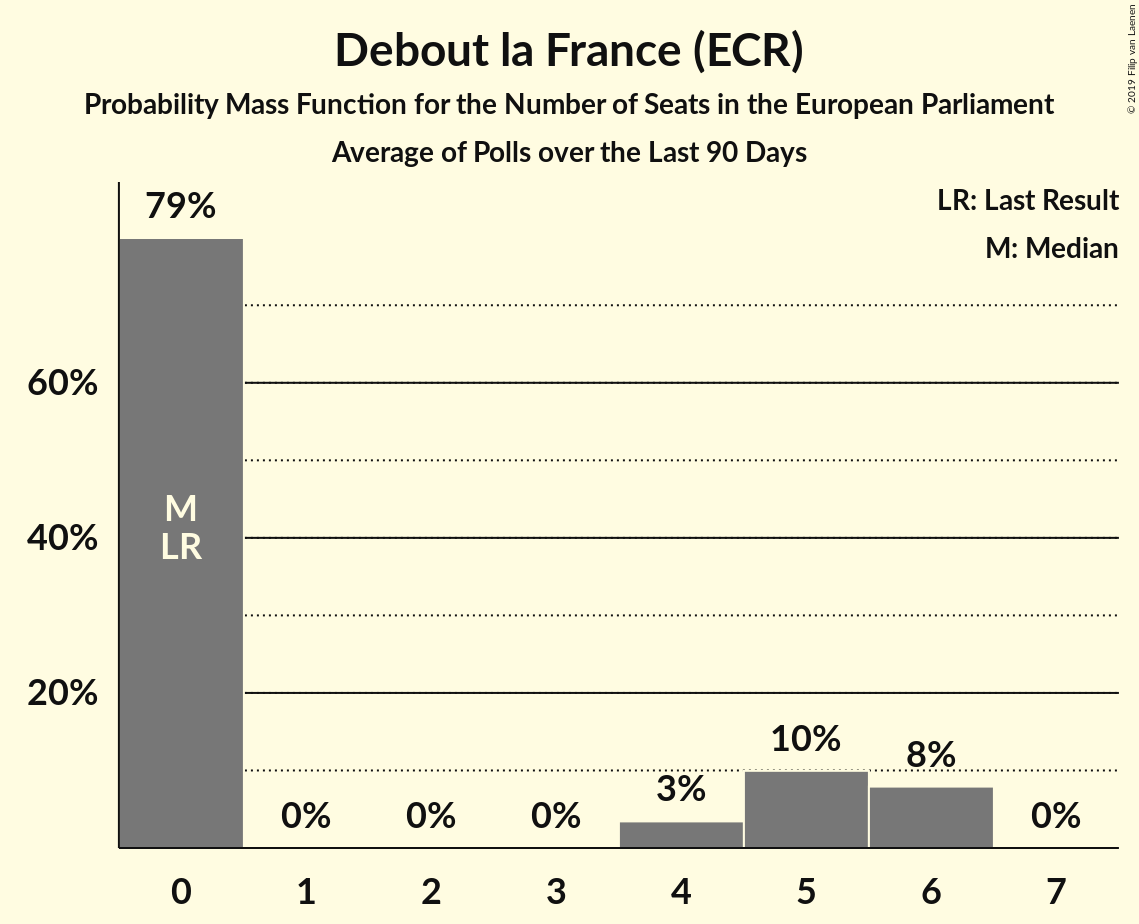 Debout la France (ECR)
Probability Mass Function for the Number of Seats in the European Parliament
Average of Polls over the Last 90 Days
© 2019 Filip van Laenen
LR: Last Result
M: Median
79%
60%
40%
20%
M
LR
0%
0%
0%
3%
10%
8%
0%
0
1
2
3
4
5
6
7